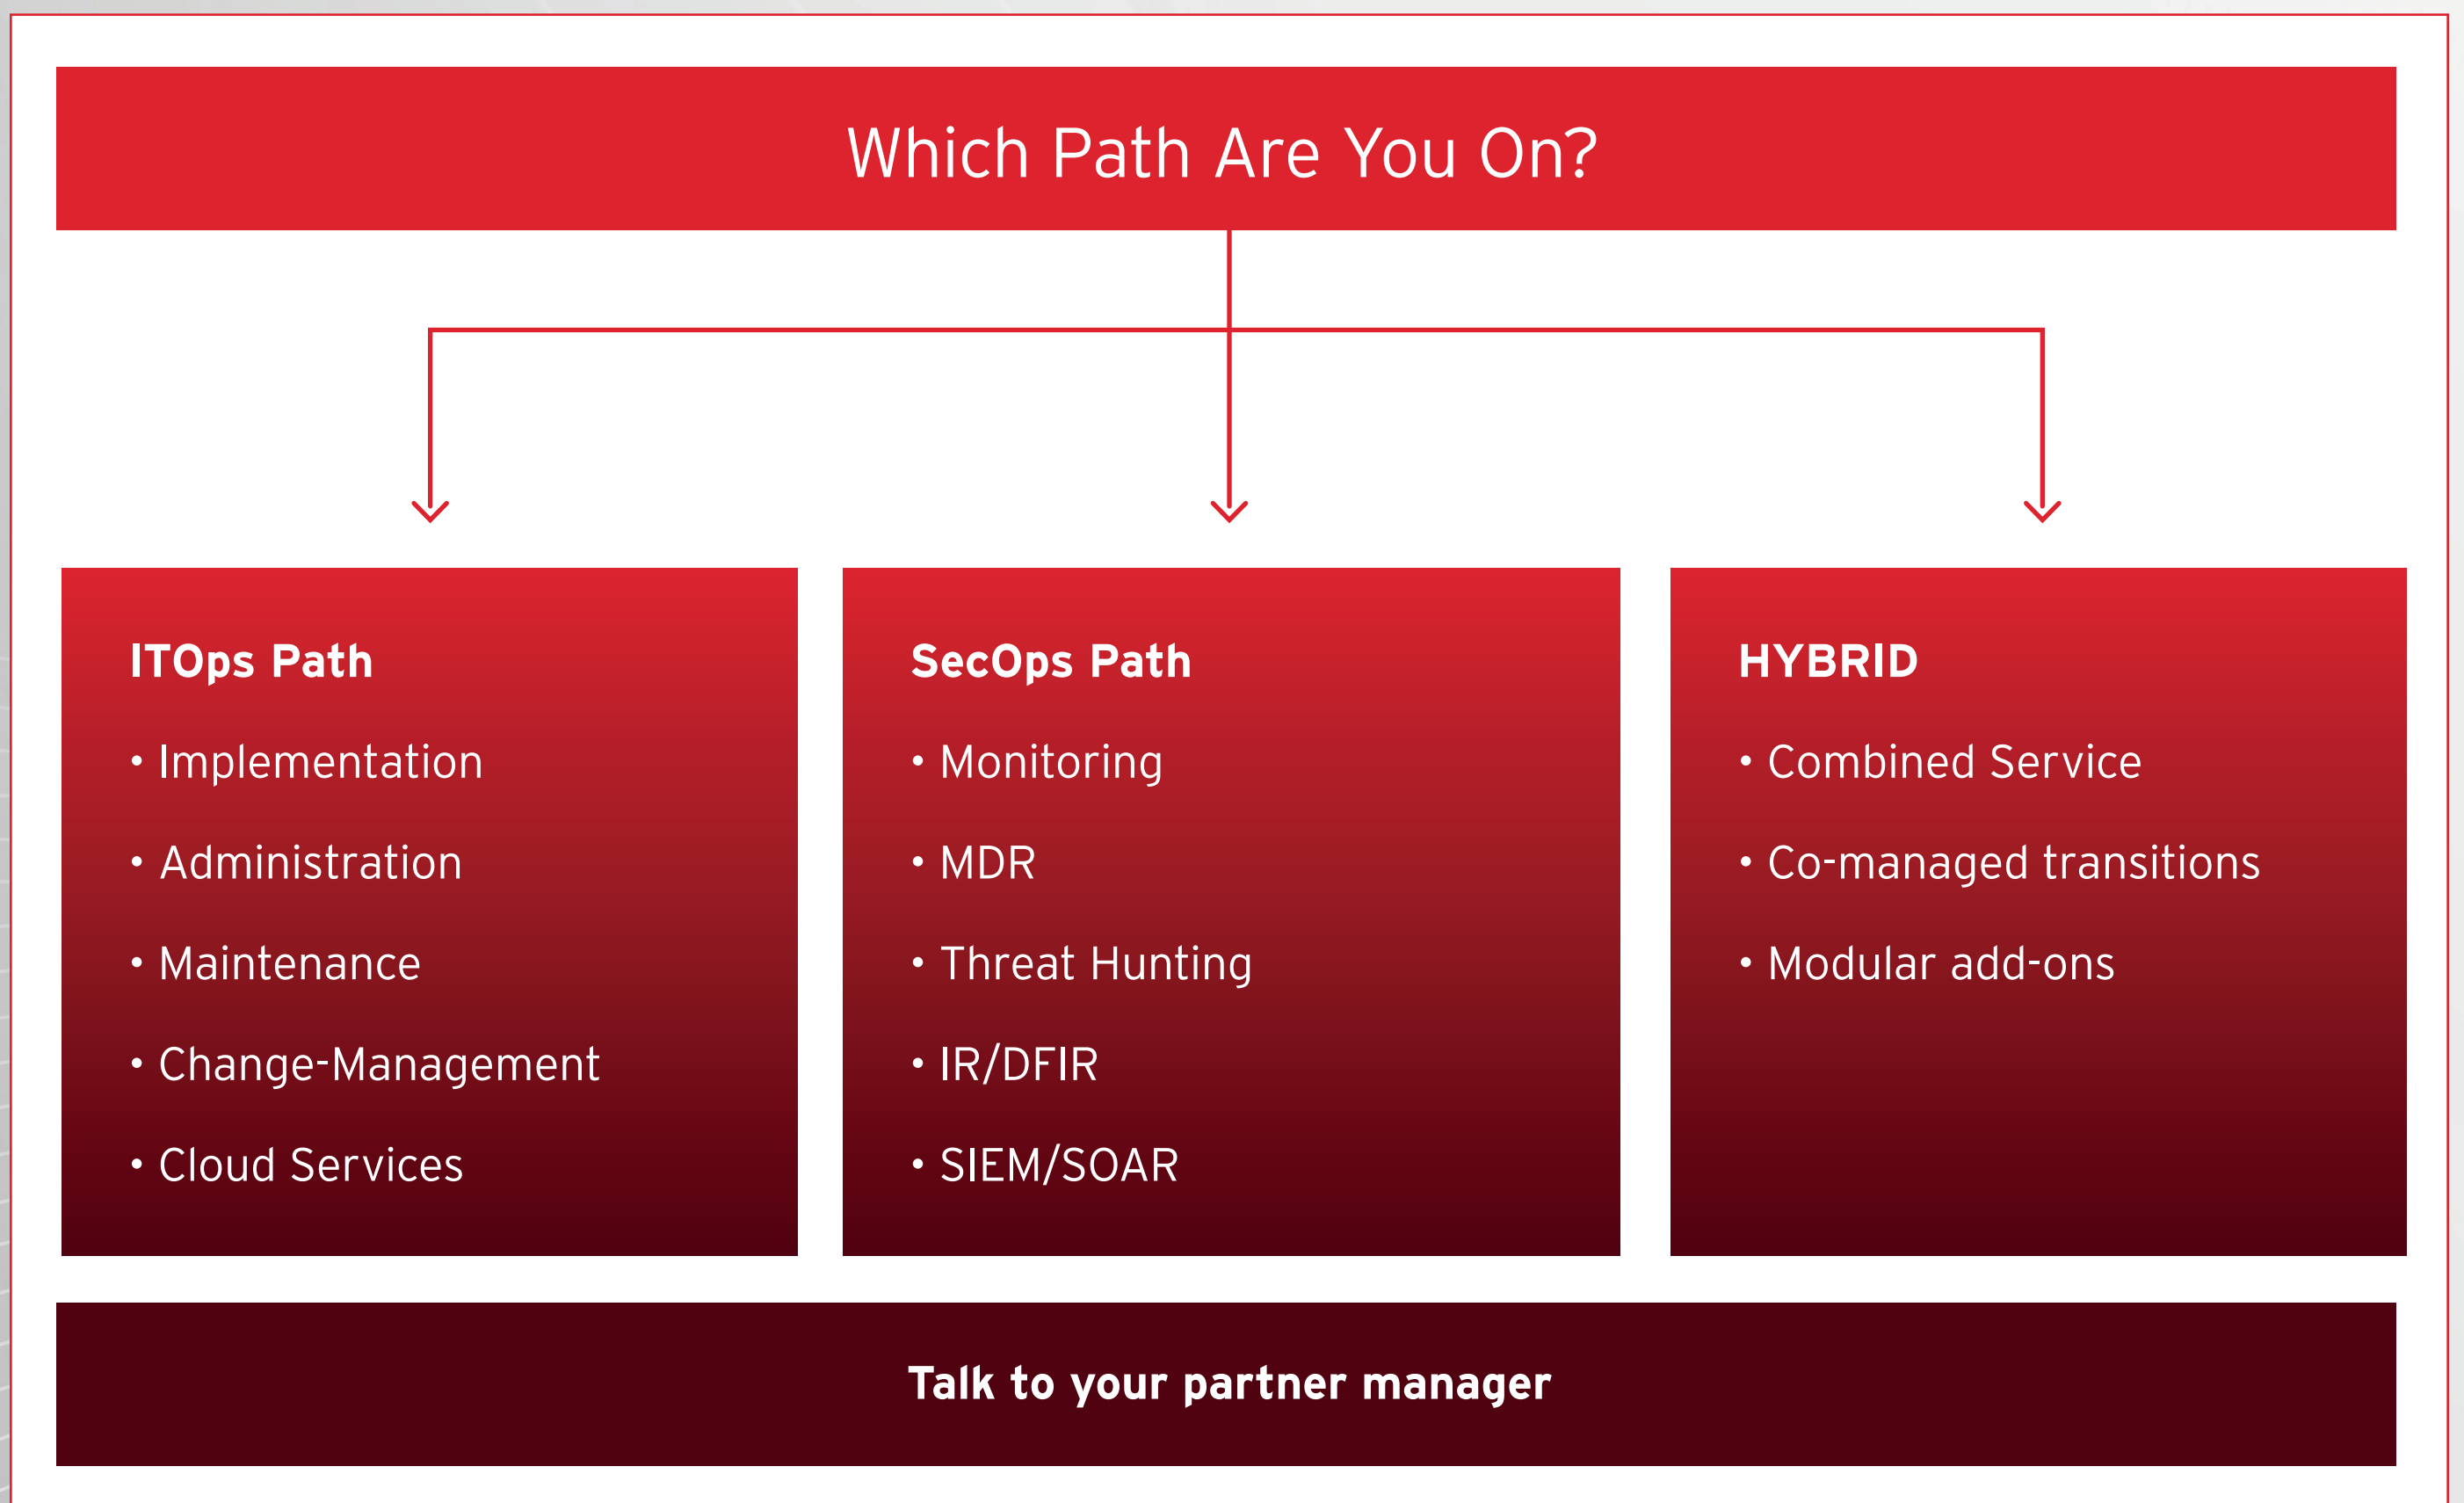 Which Path Are You On?
ITOps Path
• Implementation
• Administration
• Maintenance
• Change-Management
• Cloud Services
SecOps Path
• Monitoring
• MDR
• Threat Hunting
• IR/DFIR
• SIEM/SOAR
HYBRID
• Combined Service
• Co-managed transitions
• Modular add-ons
Talk to your partner manager